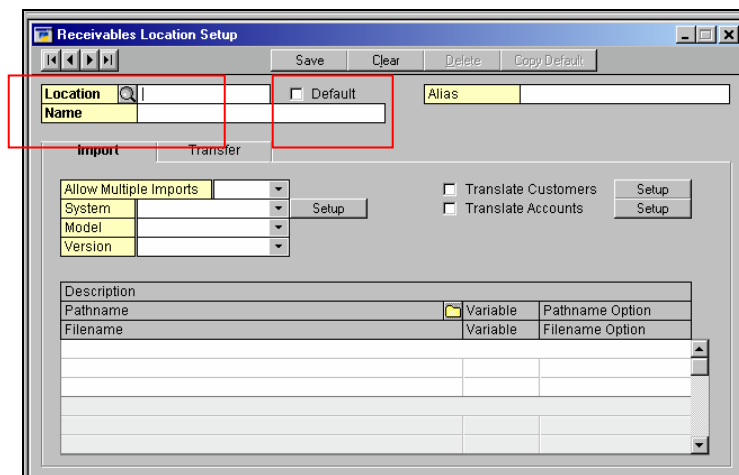 Receivables Location Setup
Save Clear Delete Copy Default
Location Default Alias
Name
Import Transfer
Allow Multiple Imports Translate Customers Setup
System Setup Translate Accounts Setup
Model
Version
Description
Pathname Variable Pathname Option
Filename Variable Filename Option